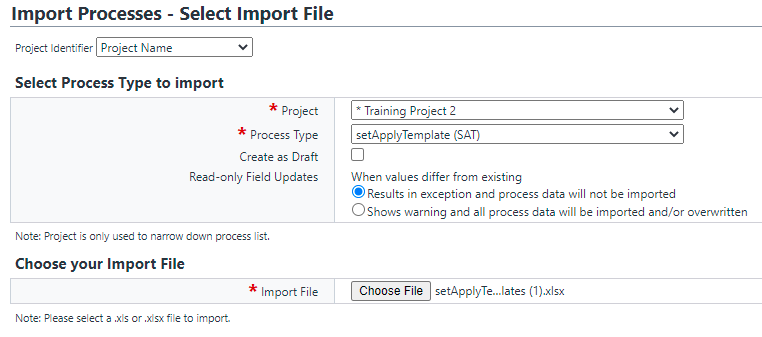 Import Processes - Select Import File
Project Identifier Project Name
Select Process Type to import
* Project * Training Project 2
* Process Type setApplyTemplate (SAT)
Create as Draft
Read-only Field Updates When values differ from existing
Results in exception and process data will not be imported
Shows warning and all process data will be imported and/or overwritten
Note: Project is only used to narrow down process list.
Choose your Import File
* Import File Choose File setApplyTe...lates (1).xlsx
Note: Please select a .xls or .xlsx file to import.